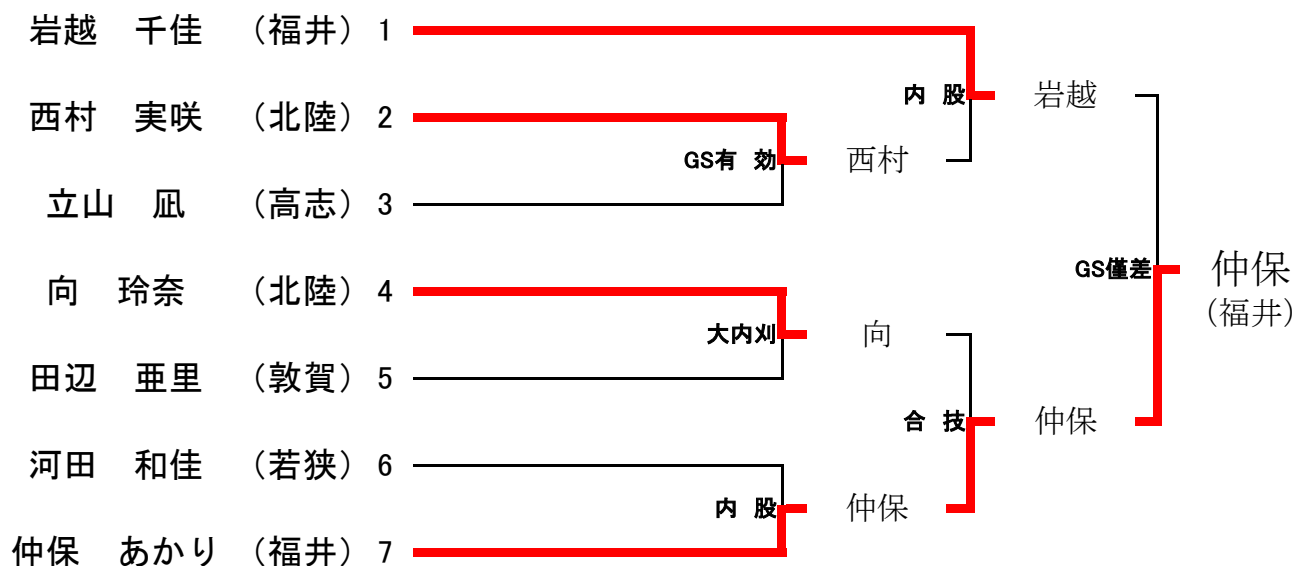 岩越 千佳 （福井） 1
内 股
岩越
西村 実咲 （北陸） 2
GS有 効
西村
立山 凪 （高志） 3
GS僅差
仲保
（福井）
向 玲奈 （北陸） 4
大内刈
向
田辺 亜里 （敦賀） 5
合 技
仲保
河田 和佳 （若狭） 6
内 股
仲保
仲保 あかり （福井） 7